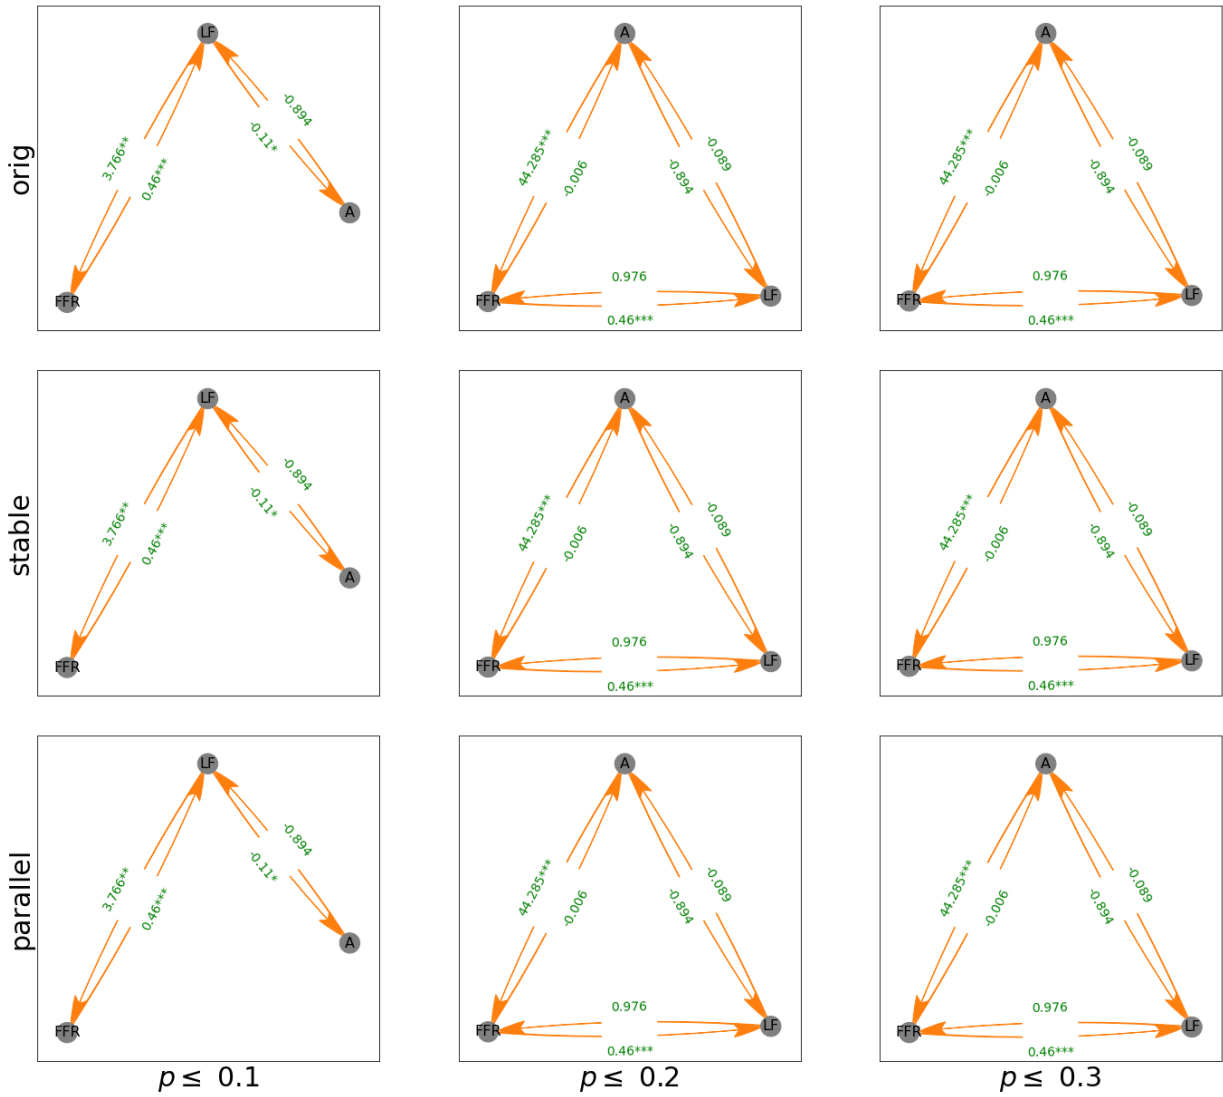 orig
LF
-0.894
-0.11*
3.766**
0.46***
A
FFR
A
44.285***
-0.006
-0.089
-0.894
0.976
FFR
LF
0.46***
A
44.285***
-0.006
-0.089
-0.894
0.976
FFR
LF
0.46***
stable
LF
-0.894
-0.11*
3.766**
0.46***
A
FFR
A
44.285***
-0.006
-0.089
-0.894
0.976
FFR
LF
0.46***
A
44.285***
-0.006
-0.089
-0.894
0.976
FFR
LF
0.46***
parallel
LF
-0.894
-0.11*
3.766**
0.46***
A
FFR
A
44.285***
-0.006
-0.089
-0.894
0.976
FFR
LF
0.46***
A
44.285***
-0.006
-0.089
-0.894
0.976
FFR
LF
0.46***
p ≤ 0.1
p ≤ 0.2
p ≤ 0.3